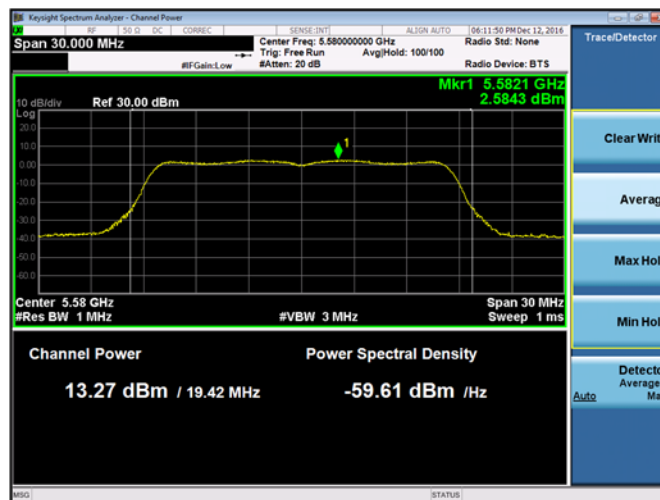 Keysight Spectrum Analyzer - Channel Power
RF 50 Ω DC CORREC SENSE:INT ALIGN AUTO 06:11:50 PM Dec 12, 2016
Span 30.000 MHz
Center Freq: 5.580000000 GHz
Radio Std: None
Trig: Free Run Avg|Hold: 100/100
#IFGain:Low
#Atten: 20 dB
Radio Device: BTS
Trace/Detector
Mkr1 5.5821 GHz
2.5843 dBm
10 dB/div Ref 30.00 dBm
Log
20.0
10.0
0.00
-10.0
-20.0
-30.0
-40.0
-50.0
-60.0
1
Center 5.58 GHz
Span 30 MHz
#Res BW 1 MHz
#VBW 3 MHz
Sweep 1 ms
Channel Power
Power Spectral Density
13.27 dBm / 19.42 MHz
-59.61 dBm /Hz
Clear Writ
Averag
Max Hol
Min Hol
Detecto
Average
Auto Ma
MSG
STATUS